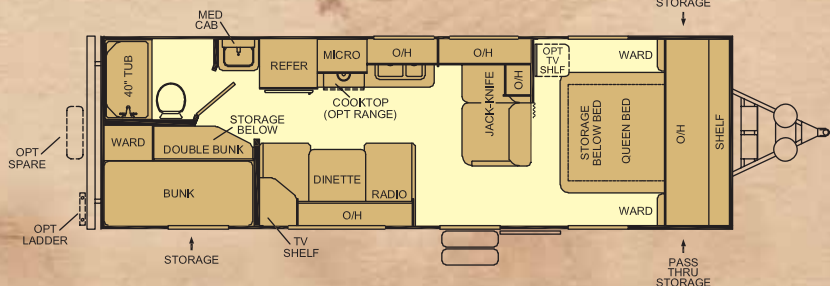 STORAGE
MED
CAB
40" TUB
REFER
MICRO
O/H
O/H
O/H
OPT
TV
SHLF
WARD
COOKTOP
(OPT RANGE)
JACK-KNIFE
STORAGE
BELOW BED
QUEEN BED
O/H
SHELF
OPT
SPARE
WARD
STORAGE
BELOW
DOUBLE BUNK
BUNK
DINETTE
RADIO
O/H
WARD
OPT
LADDER
STORAGE
TV
SHELF
PASS
THRU
STORAGE